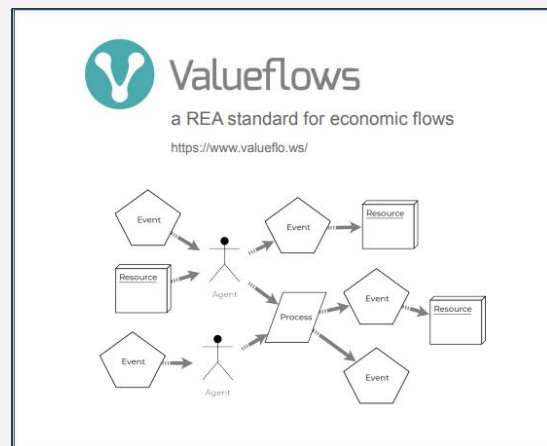 Valueflows
a REA standard for economic flows
https://www.valueflo.ws/
Event
Event
Resource
Resource
Agent
Process
Event
Resource
Event
Agent
Event